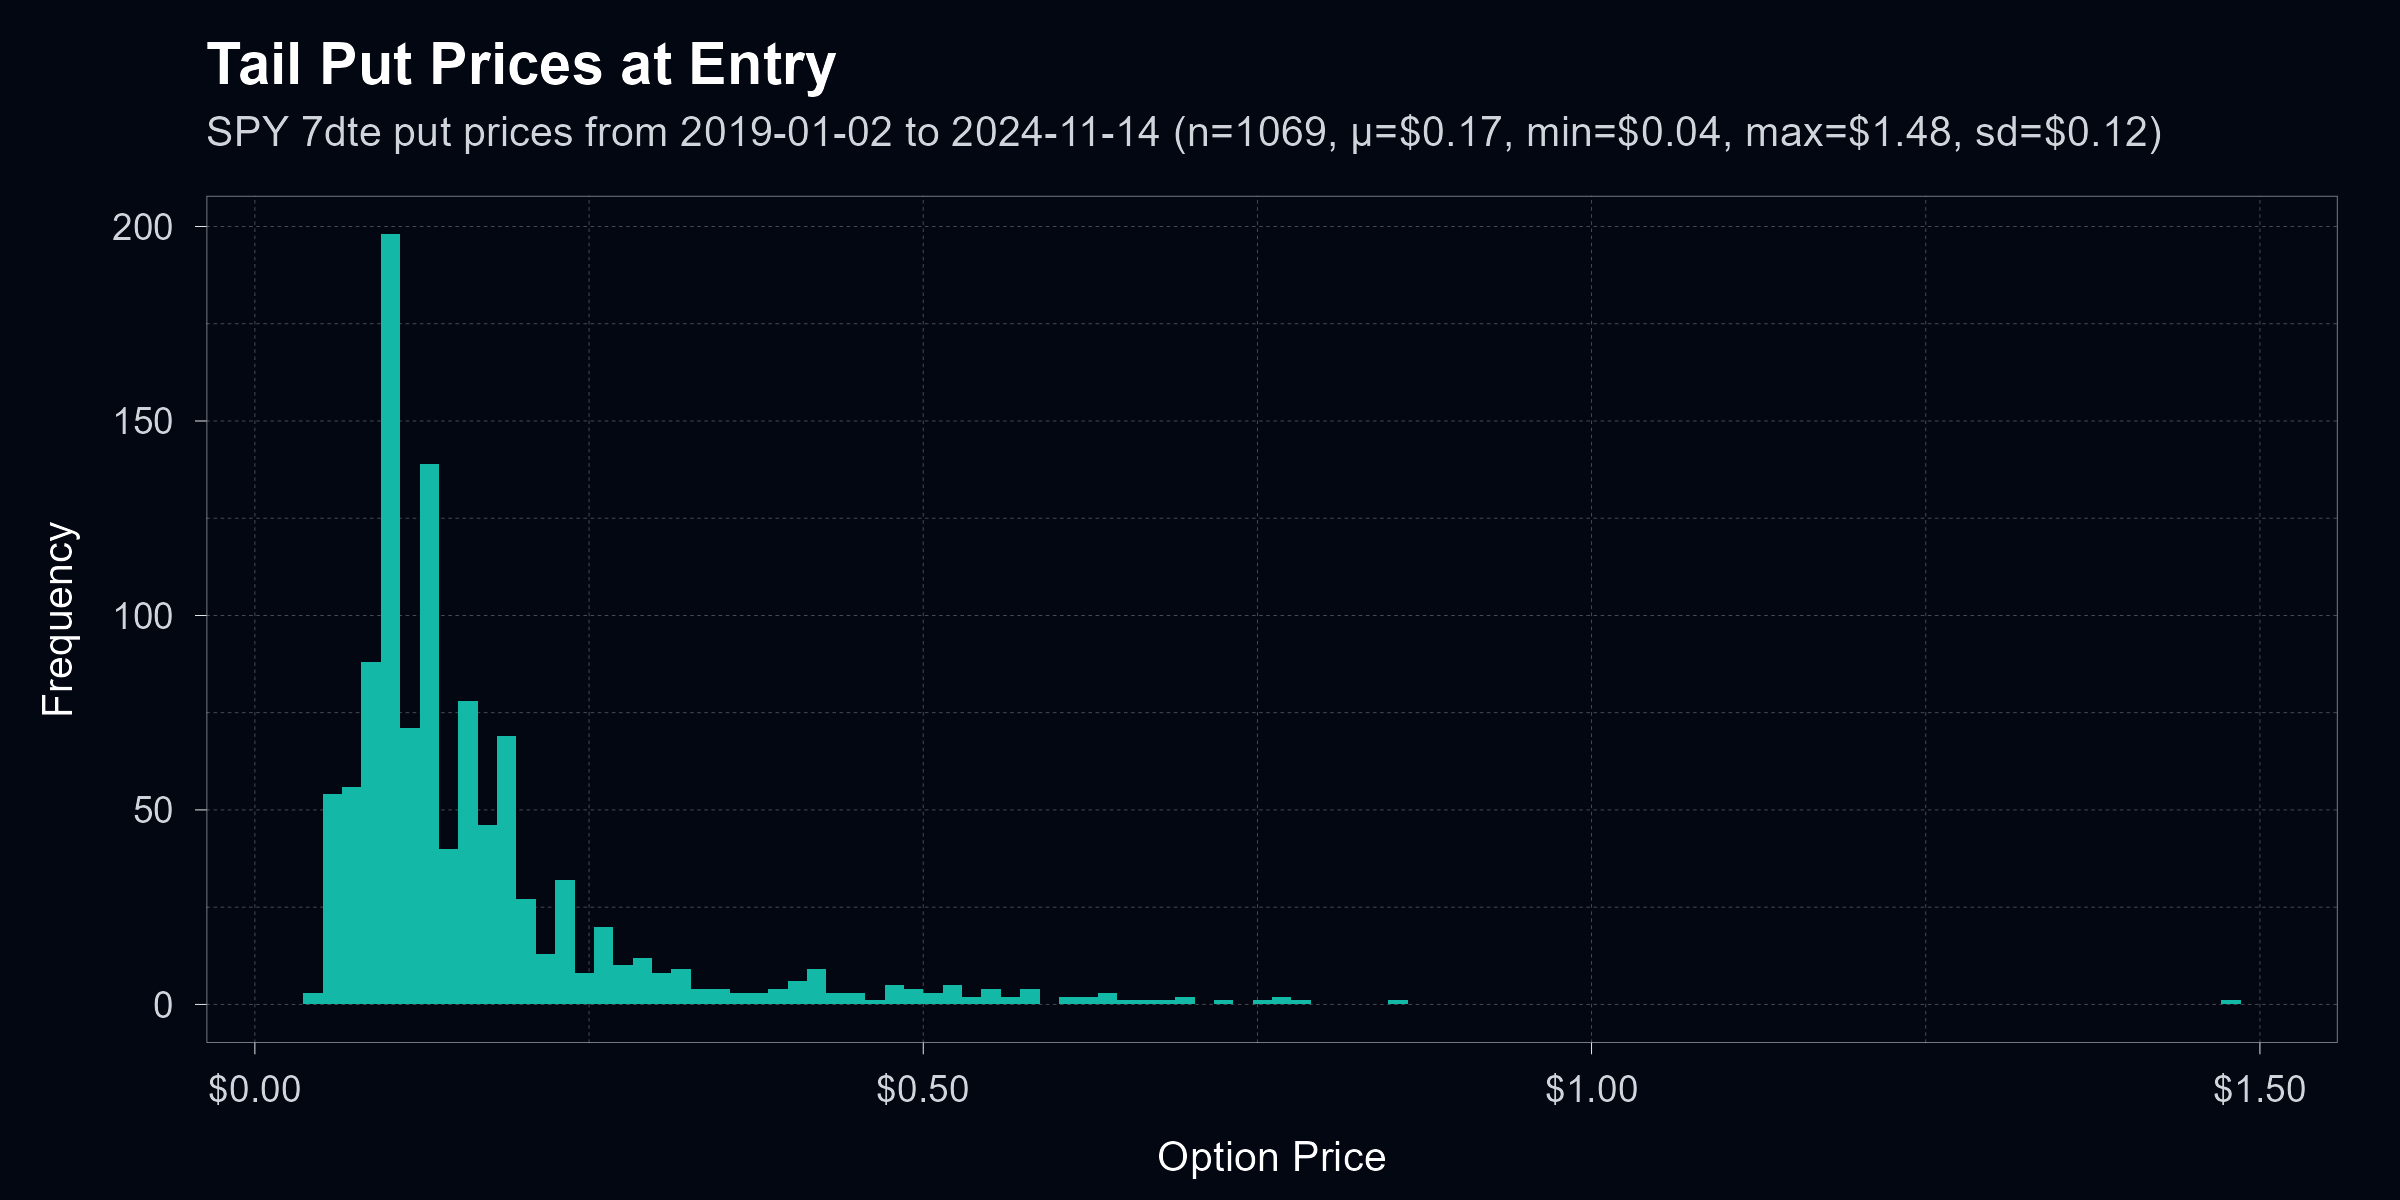 Tail Put Prices at Entry
SPY 7dte put prices from 2019-01-02 to 2024-11-14 (n=1069, μ=$0.17, min=$0.04, max=$1.48, sd=$0.12)
200
150
100
50
0
Frequency
$0.00 $0.50 $1.00 $1.50
Option Price